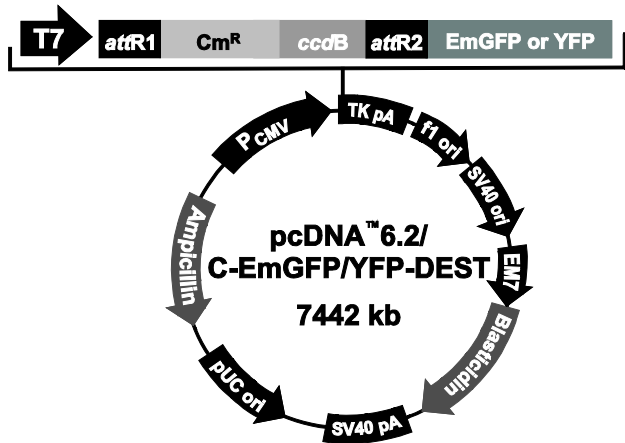 T7 attR1 CmR ccdB attR2 EmGFP or YFP
PCMV
TK pA
f1 ori
SV40 ori
EM7
Blasticidin
SV40 pA
pUC ori
Ampicillin
pcDNA™6.2/
C-EmGFP/YFP-DEST
7442 kb